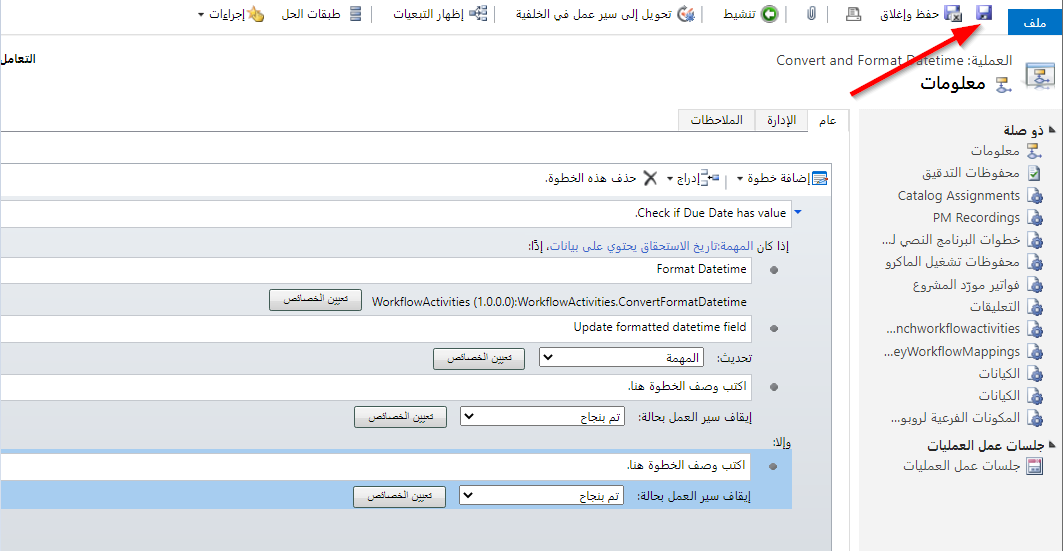 ملف
حفظ وإغلاق
تنشيط
تحويل إلى سير عمل في الخلفية
إظهار التبعيات
طبقات الحل
إجراءات
العملية: Convert and Format Datetime
معلومات
التعامل
ذو صلة
معلومات
محفوظات التدقيق
Catalog Assignments
PM Recordings
خطوات البرنامج النصي لـ...
محفوظات تشغيل الماكرو
فواتير مورّد المشروع
التعليقات
...nchworkflowactivities
...eyWorkflowMappings
الكيانات
الكيانات
المكونات الفرعية لروبو...
جلسات عمل العمليات
جلسات عمل العمليات
عام
الإدارة
الملاحظات
إضافة خطوة
إدراج
حذف هذه الخطوة.
Check if Due Date has value.
إذا كان المهمة:تاريخ الاستحقاق يحتوي على بيانات، إذًا:
Format Datetime
WorkflowActivities (1.0.0.0):WorkflowActivities.ConvertFormatDatetime
تعيين الخصائص
Update formatted datetime field
تحديث:
المهمة
تعيين الخصائص
اكتب وصف الخطوة هنا.
إيقاف سير العمل بحالة:
تم بنجاح
تعيين الخصائص
وإلا:
اكتب وصف الخطوة هنا.
إيقاف سير العمل بحالة:
تم بنجاح
تعيين الخصائص